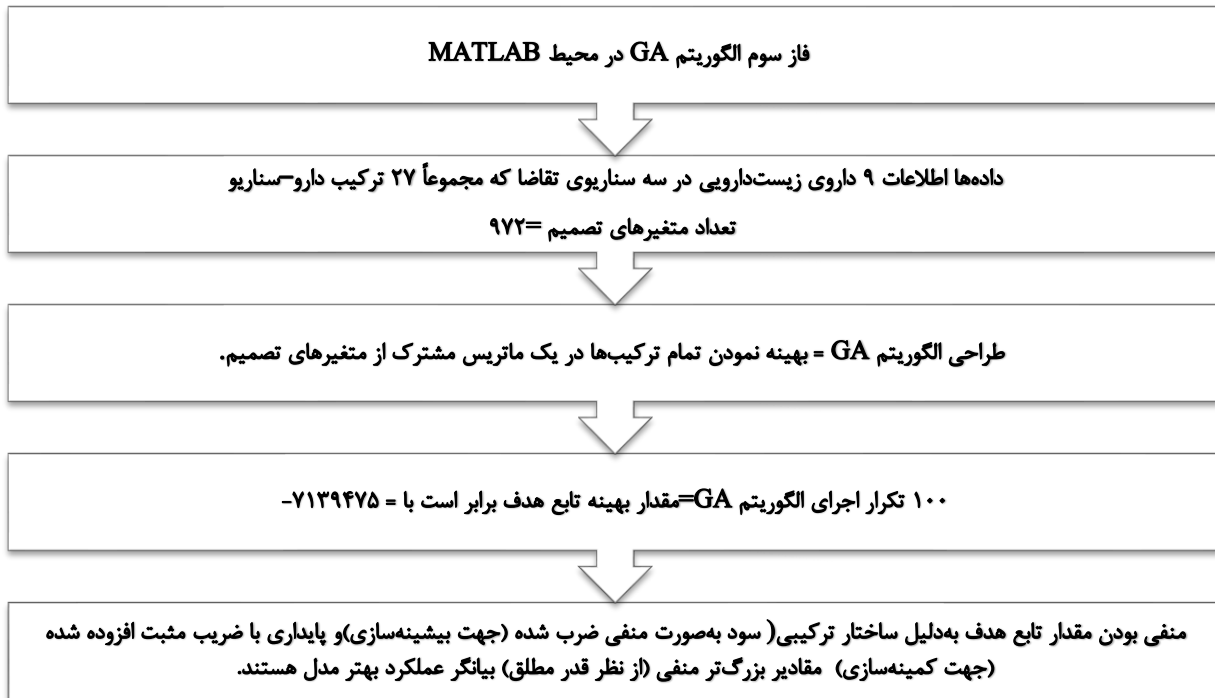 فاز سوم الگوریتم GA در محیط MATLAB
داده‌ها اطلاعات ۹ داروی زیست‌دارویی در سه سناریوی تقاضا که مجموعاً ۲۷ ترکیب دارو–سناریو
تعداد متغیرهای تصمیم =۹۷۲
طراحی الگوریتم GA = بهینه نمودن تمام ترکیب‌ها در یک ماتریس مشترک از متغیرهای تصمیم.
۱۰۰ تکرار اجرای الگوریتم GA=مقدار بهینه تابع هدف برابر است با = ۷۱۳۹۴۷۵-
منفی بودن مقدار تابع هدف به‌دلیل ساختار ترکیبی( سود به‌صورت منفی ضرب شده (جهت بیشینه‌سازی)و پایداری با ضریب مثبت افزوده شده
(جهت کمینه‌سازی) مقادیر بزرگ‌تر منفی (از نظر قدر مطلق) بیانگر عملکرد بهتر مدل هستند.